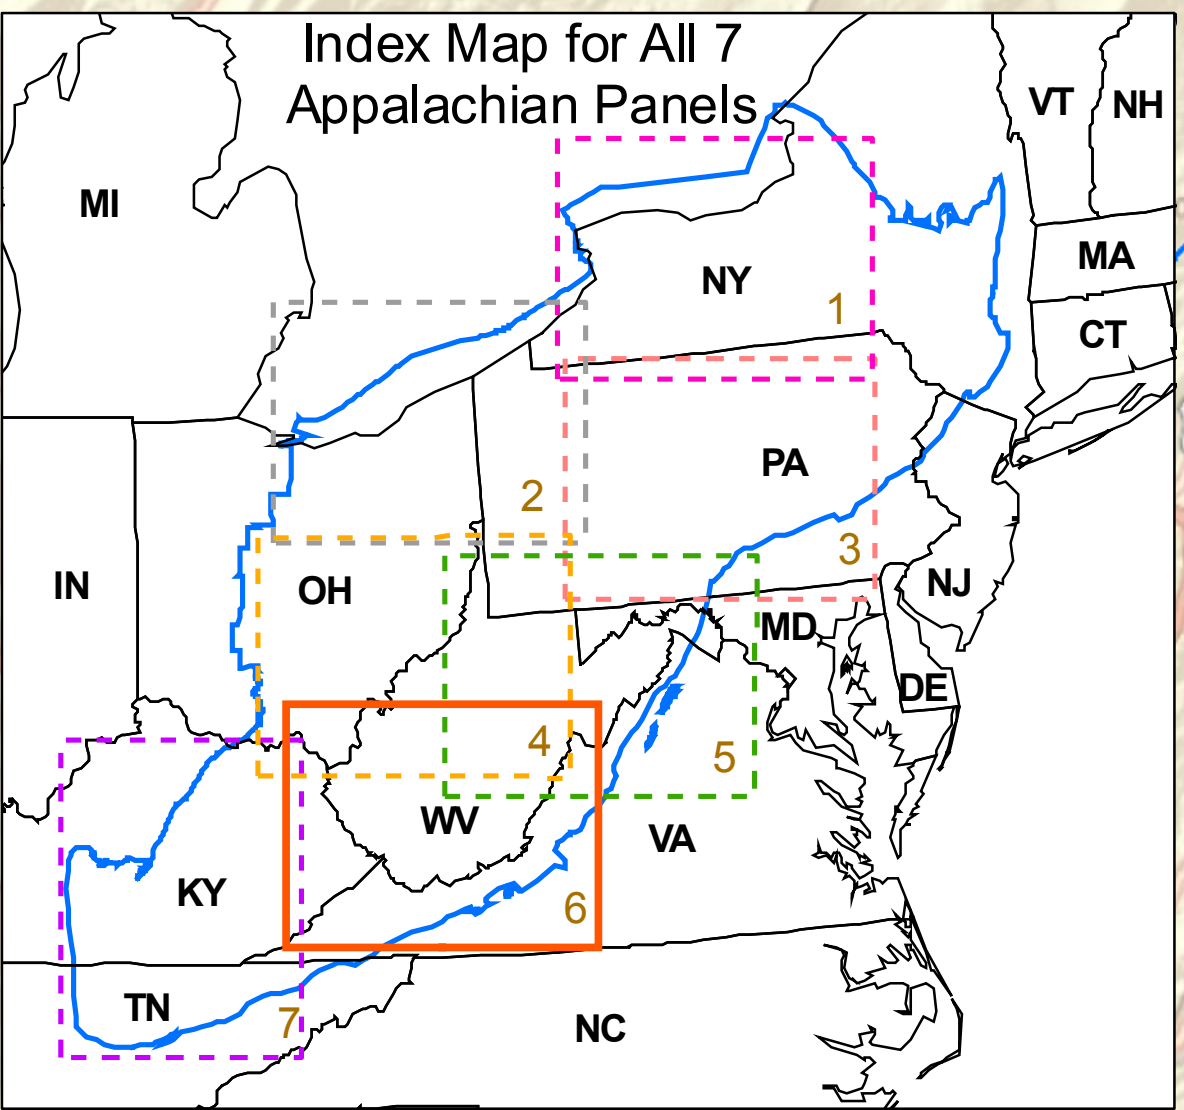 Index Map for All 7
Appalachian Panels
VT
NH
MI
MA
NY
1
CT
PA
2
3
IN
OH
NJ
MD
DE
4
5
WV
VA
KY
6
TN
7
NC